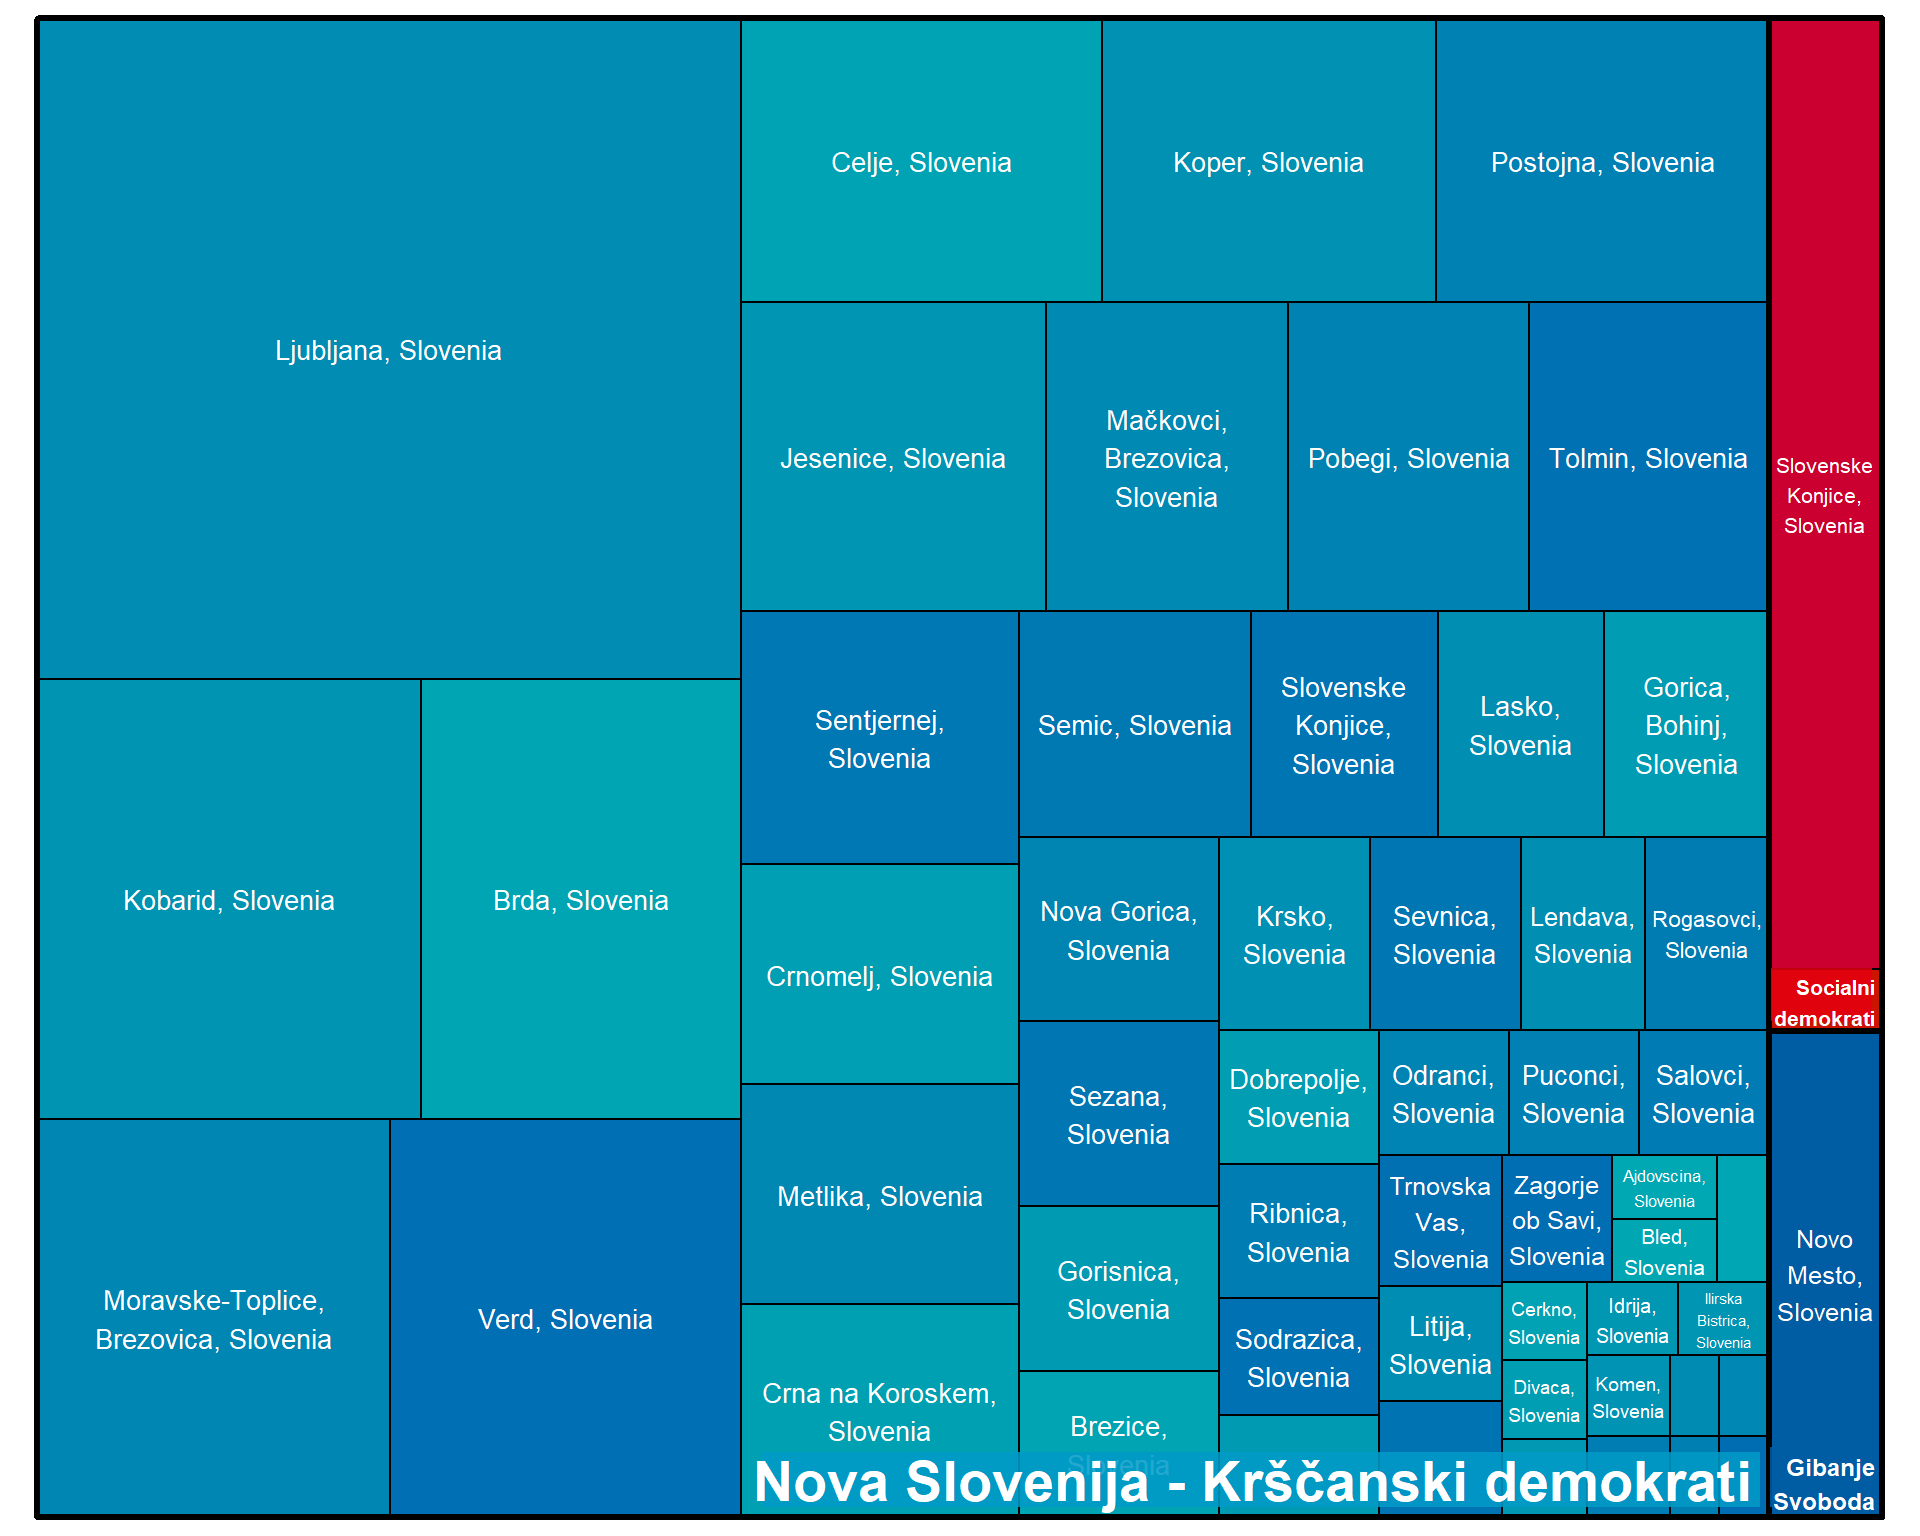 Ljubljana, Slovenia
Kobarid, Slovenia
Brda, Slovenia
Moravske-Toplice,
Brezovica, Slovenia
Verd, Slovenia
Celje, Slovenia
Koper, Slovenia
Postojna, Slovenia
Jesenice, Slovenia
Mačkovci,
Brezovica,
Slovenia
Pobegi, Slovenia
Tolmin, Slovenia
Sentjernej,
Slovenia
Semic, Slovenia
Slovenske
Konjice,
Slovenia
Lasko,
Slovenia
Gorica,
Bohinj,
Slovenia
Crnomelj, Slovenia
Metlika, Slovenia
Crna na Koroskem,
Slovenia
Nova Gorica,
Slovenia
Sezana,
Slovenia
Gorisnica,
Slovenia
Brezice,
Slovenia
Krsko,
Slovenia
Sevnica,
Slovenia
Lendava,
Slovenia
Rogasovci,
Slovenia
Dobrepolje,
Slovenia
Ribnica,
Slovenia
Sodrazica,
Slovenia
Odranci,
Slovenia
Puconci,
Slovenia
Salovci,
Slovenia
Trnovska
Vas,
Slovenia
Litija,
Slovenia
Zagorje
ob Savi,
Slovenia
Ajdovscina,
Slovenia
Bled,
Slovenia
Cerkno,
Slovenia
Divaca,
Slovenia
Idrija,
Slovenia
Ilirska
Bistrica,
Slovenia
Komen,
Slovenia
Nova Slovenija - Krščanski demokrati
Slovenske
Konjice,
Slovenia
Socialni
demokrati
Novo
Mesto,
Slovenia
Gibanje
Svoboda